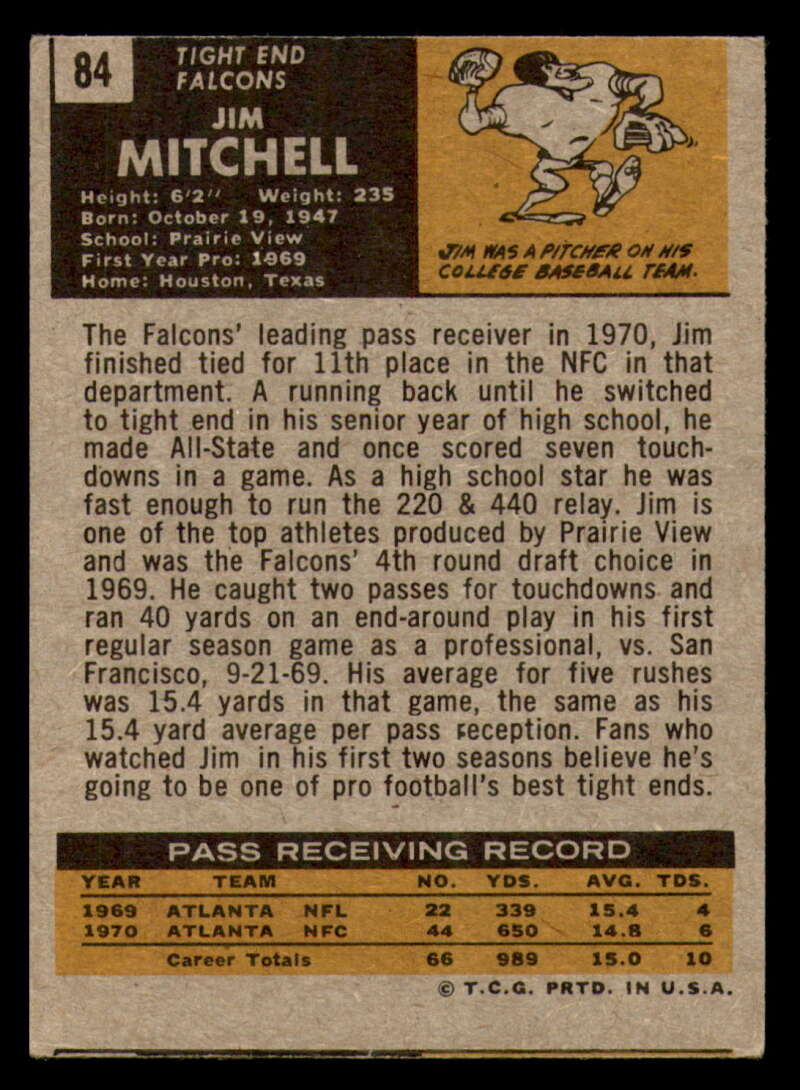 84
TIGHT END
FALCONS
JIM
MITCHELL
Height: 6'2" Weight: 235
Born: October 19, 1947
School: Prairie View
First Year Pro: 1969
Home: Houston, Texas
JIM WAS A PITCHER ON HIS
COLLEGE BASEBALL TEAM.
The Falcons' leading pass receiver in 1970, Jim
finished tied for 11th place in the NFC in that
department. A running back until he switched
to tight end in his senior year of high school, he
made All-State and once scored seven touch-
downs in a game. As a high school star he was
fast enough to run the 220 & 440 relay. Jim is
one of the top athletes produced by Prairie View
and was the Falcons' 4th round draft choice in
1969. He caught two passes for touchdowns and
ran 40 yards on an end-around play in his first
regular season game as a professional, vs. San
Francisco, 9-21-69. His average for five rushes
was 15.4 yards in that game, the same as his
15.4 yard average per pass reception. Fans who
watched Jim in his first two seasons believe he's
going to be one of pro football's best tight ends.
PASS RECEIVING RECORD
YEAR TEAM NO. YDS. AVG. TDS.
1969 ATLANTA NFL 22 339 15.4 4
1970 ATLANTA NFC 44 650 14.8 6
Career Totals 66 989 15.0 10
© T.C.G. PRTD. IN U.S.A.